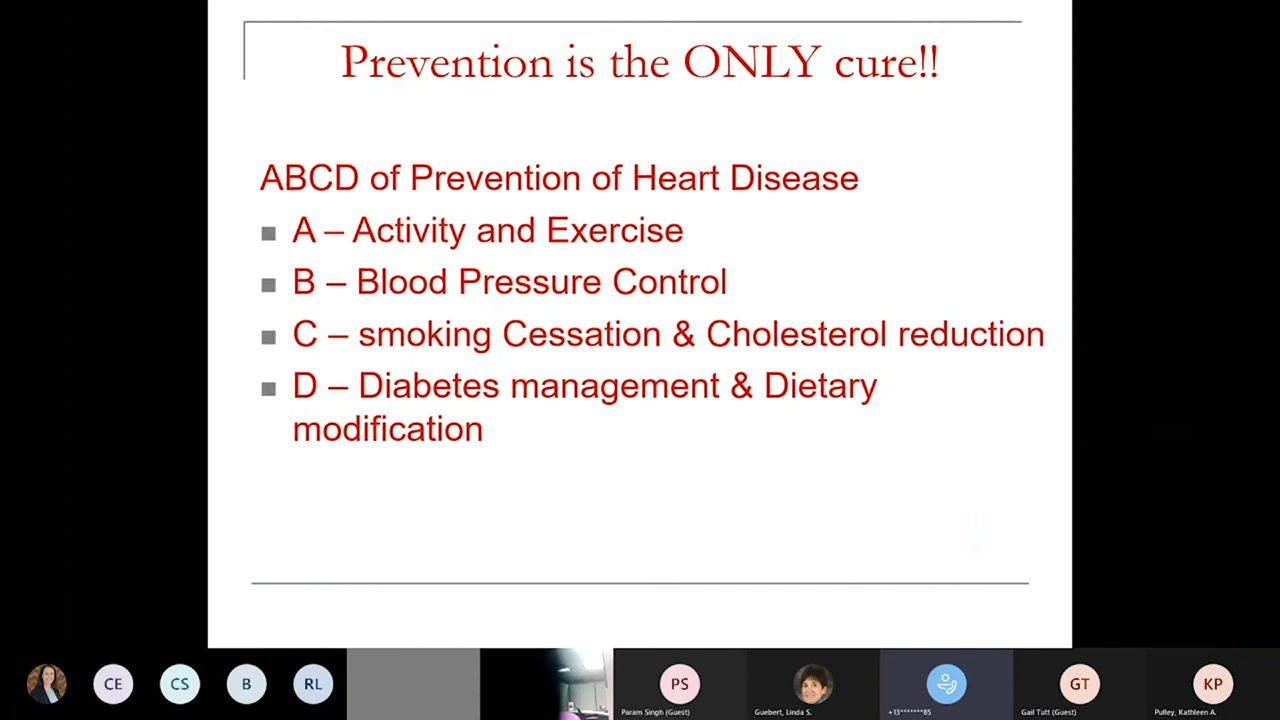 Prevention is the ONLY cure!!
ABCD of Prevention of Heart Disease
A – Activity and Exercise
B – Blood Pressure Control
C – smoking Cessation & Cholesterol reduction
D – Diabetes management & Dietary
modification
CE
CS
B
RL
PS
GT
KP
Param Singh (Guest)
Guebert, Linda S.
+13*******85
Gail Tutt (Guest)
Pulley, Kathleen A.